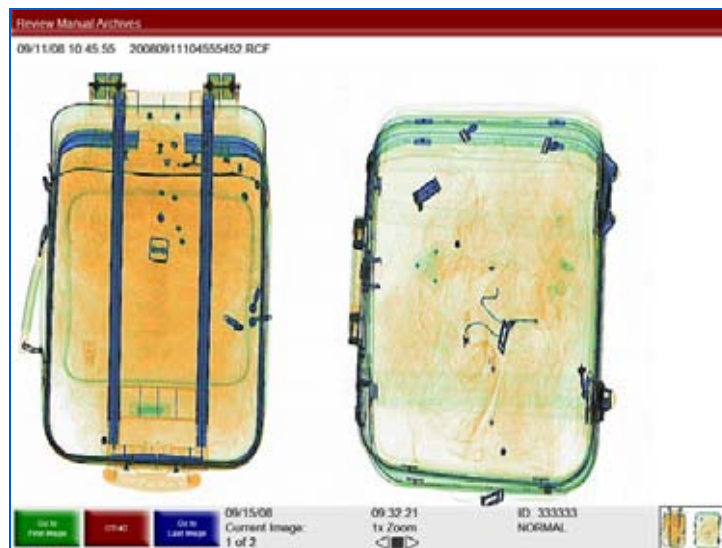 Review Manual Archives
09/11/08 10 45.55 20080911104555452.RCF
Go to
First Image
Go to
Last Image
09/15/08
Current Image:
1 of 2
09:32:21
1x Zoom
ID: 333333
NORMAL